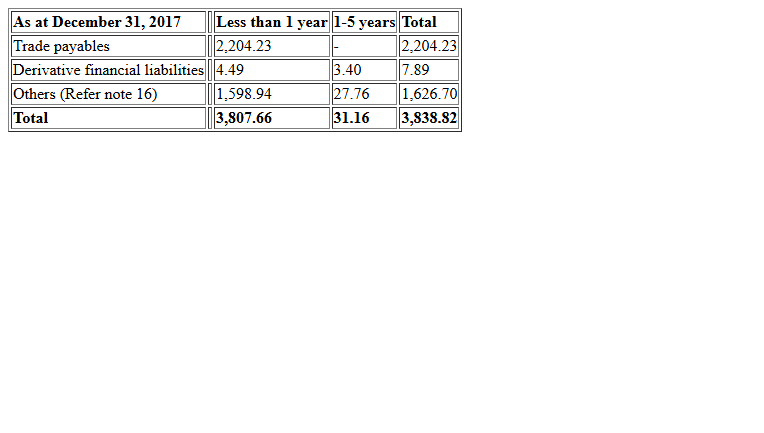 As at December 31, 2017 Less than 1 year 1-5 years Total
Trade payables 2,204.23 - 2,204.23
Derivative financial liabilities 4.49 3.40 7.89
Others (Refer note 16) 1,598.94 27.76 1,626.70
Total 3,807.66 31.16 3,838.82